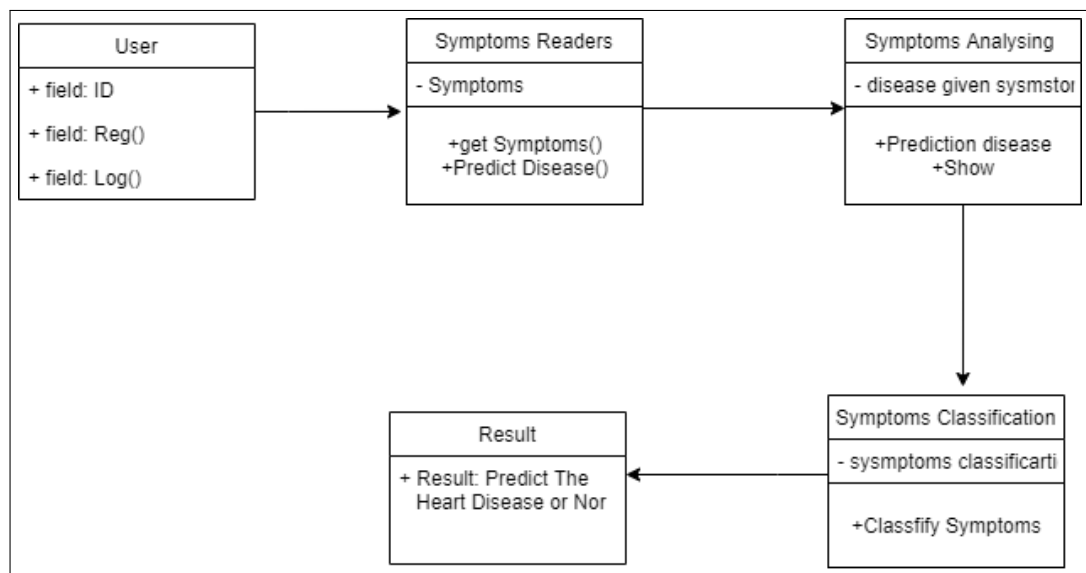 User
+ field: ID
+ field: Reg()
+ field: Log()
Symptoms Readers
- Symptoms
+get Symptoms()
+Predict Disease()
Symptoms Analysing
- disease given sysmstor
+Prediction disease
+Show
Symptoms Classification
- sysmptoms classificarti
+Classfify Symptoms
Result
+ Result: Predict The
Heart Disease or Nor